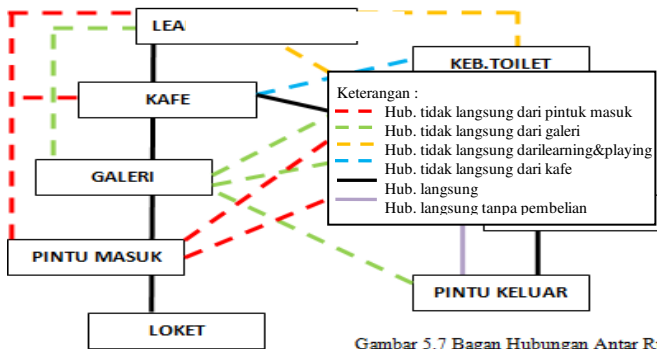 LEA
KEB.TOILET
KAFE
GALERI
PINTU MASUK
LOKET
Keterangan :
Hub. tidak langsung dari pintuk masuk
Hub. tidak langsung dari galeri
Hub. tidak langsung darilearning&playing
Hub. tidak langsung dari kafe
Hub. langsung
Hub. langsung tanpa pembelian
PINTU KELUAR
Gambar 5.7 Bagan Hubungan Antar R